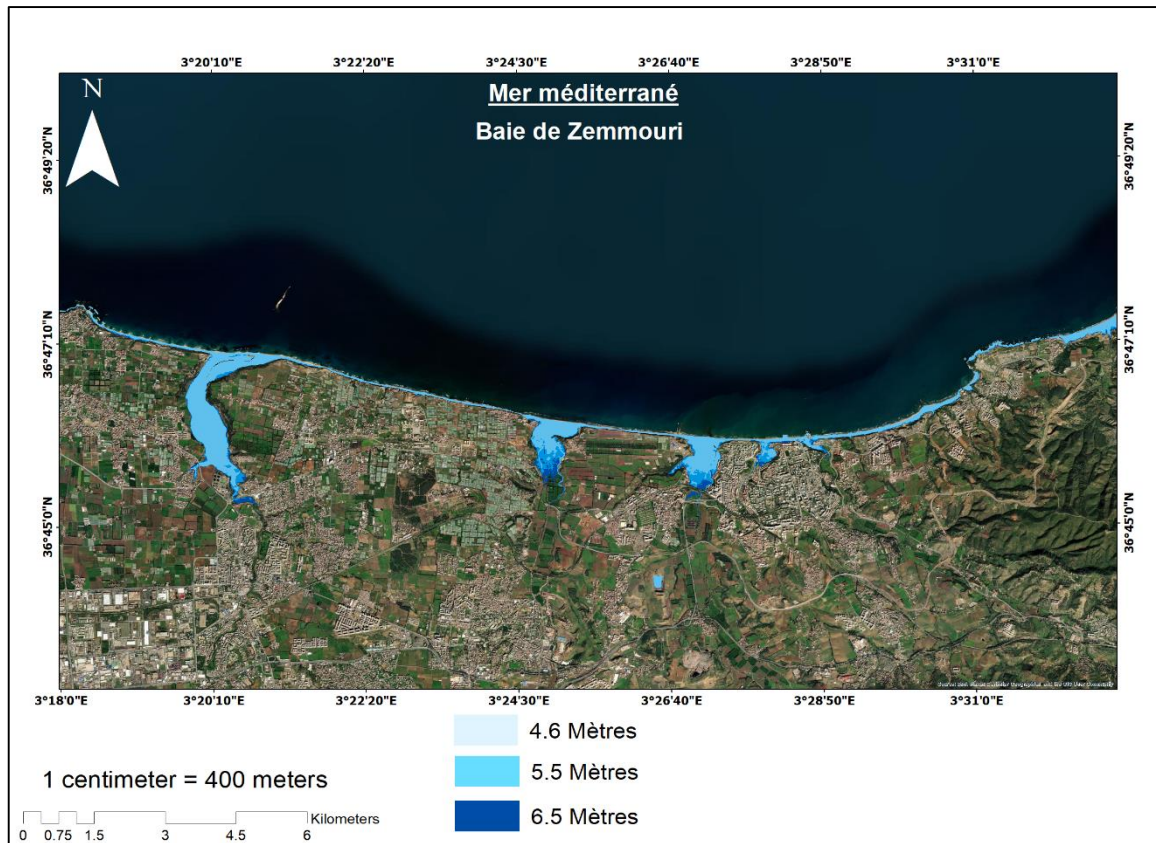 3°20'10"E 3°22'20"E 3°24'30"E 3°26'40"E 3°28'50"E 3°31'0"E
N
Mer méditerrané
Baie de Zemmouri
36°49'20"N 36°49'20"N
36°47'10"N 36°47'10"N
36°45'0"N 36°45'0"N
3°18'0"E 3°20'10"E 3°22'20"E 3°24'30"E 3°26'40"E 3°28'50"E 3°31'0"E
4.6 Mètres
5.5 Mètres
6.5 Mètres
1 centimeter = 400 meters
Kilometers
0 0.75 1.5 3 4.5 6